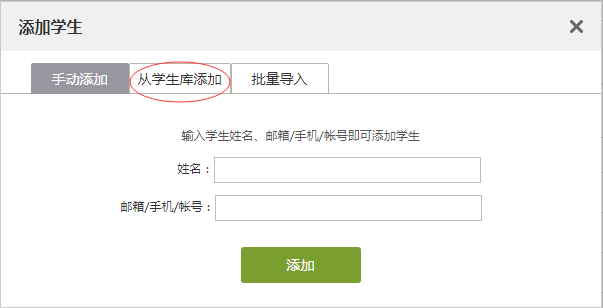 添加学生
手动添加 从学生库添加 批量导入
输入学生姓名、邮箱/手机/帐号即可添加学生
姓名：
邮箱/手机/帐号：
添加